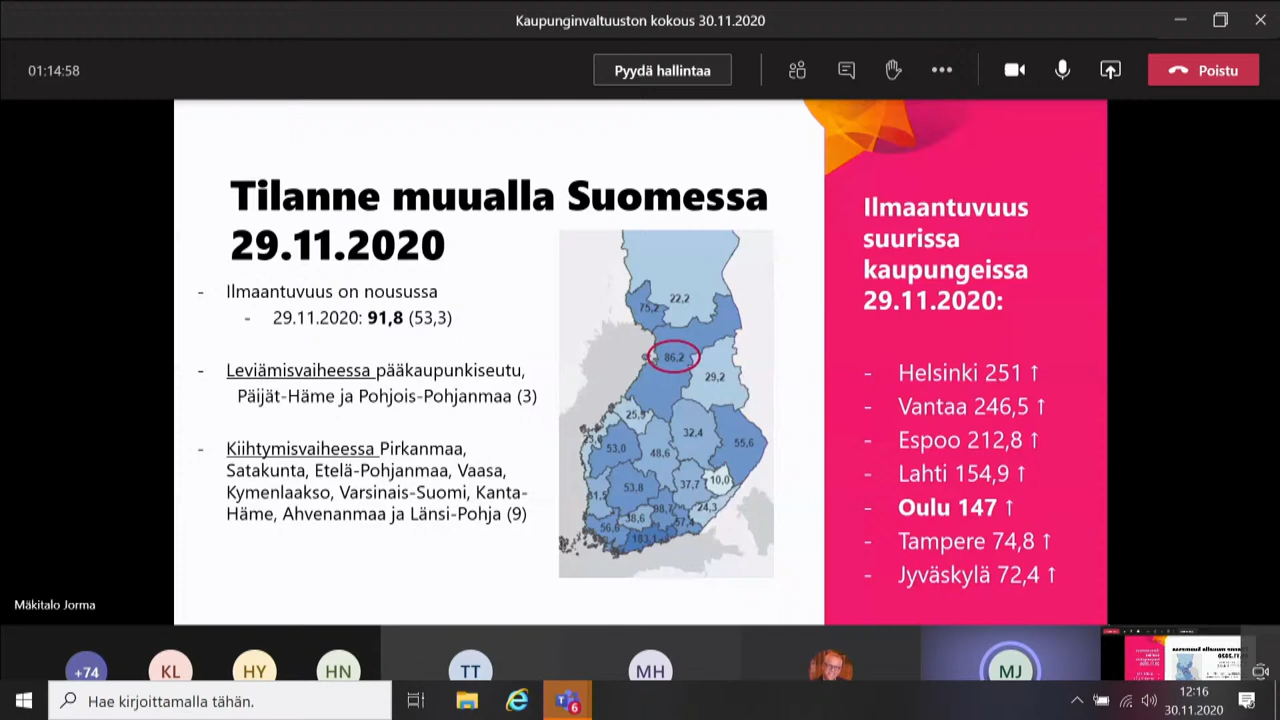 Kaupunginvaltuuston kokous 30.11.2020
01:14:58
Pyydä hallintaa
Poistu
Tilanne muualla Suomessa
29.11.2020
- Ilmaantuvuus on nousussa
- 29.11.2020: 91,8 (53,3)
- Leviämisvaiheessa pääkaupunkiseutu,
Päijät-Häme ja Pohjois-Pohjanmaa (3)
- Kiihtymisvaiheessa Pirkanmaa,
Satakunta, Etelä-Pohjanmaa, Vaasa,
Kymenlaakso, Varsinais-Suomi, Kanta-
Häme, Ahvenanmaa ja Länsi-Pohja (9)
22,2
75,2
86,2
29,2
25,9
32,4
55,6
53,0
48,6
53,8
37,7
10,0
31,5
24,3
38,6
57,4
56,6
183,1
Ilmaantuvuus
suurissa
kaupungeissa
29.11.2020:
- Helsinki 251 ↑
- Vantaa 246,5 ↑
- Espoo 212,8 ↑
- Lahti 154,9 ↑
- Oulu 147 ↑
- Tampere 74,8 ↑
- Jyväskylä 72,4 ↑
Mäkitalo Jorma
+74
KL
HY
HN
TT
MH
MJ
Hae kirjoittamalla tähän.
6
12:16
30.11.2020